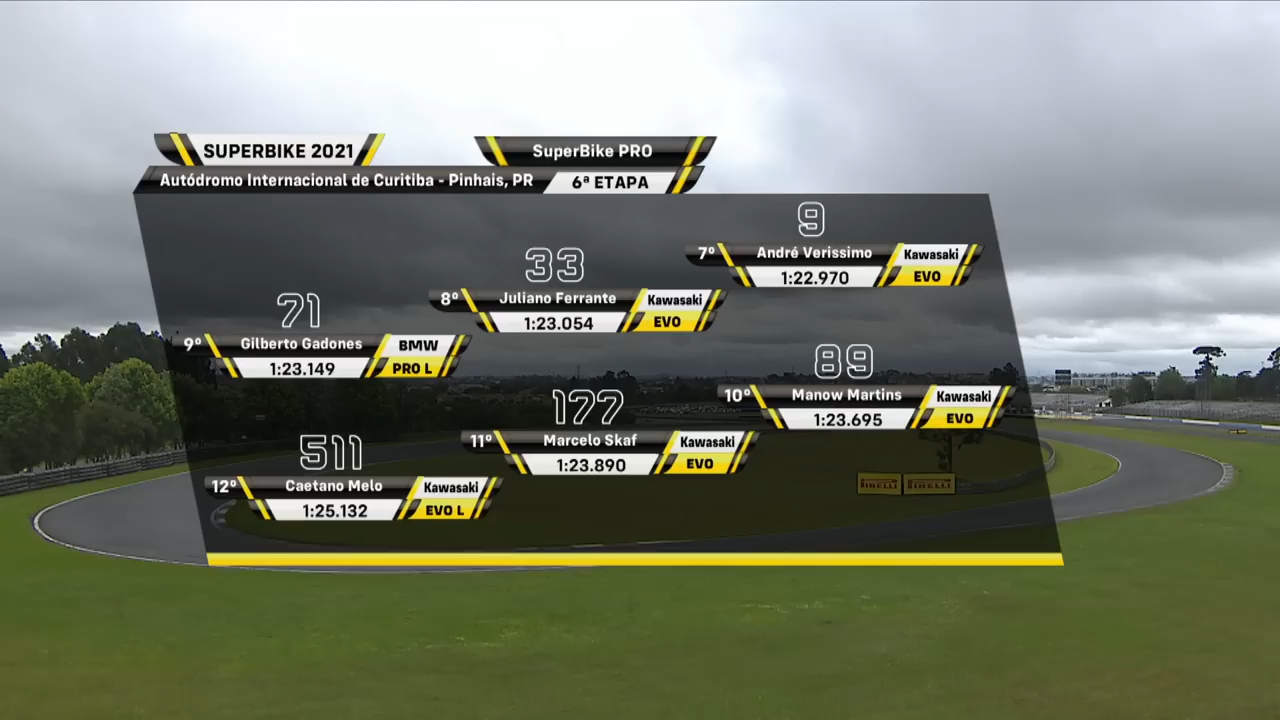 SUPERBIKE 2021
SuperBike PRO
Autódromo Internacional de Curitiba - Pinhais, PR
6ª ETAPA
9
7º André Verissimo Kawasaki
1:22.970 EVO
33
8º Juliano Ferrante Kawasaki
1:23.054 EVO
71
9º Gilberto Gadones BMW
1:23.149 PRO L
89
10º Manow Martins Kawasaki
1:23.695 EVO
177
11º Marcelo Skaf Kawasaki
1:23.890 EVO
511
12º Caetano Melo Kawasaki
1:25.132 EVO L
PIRELLI PIRELLI